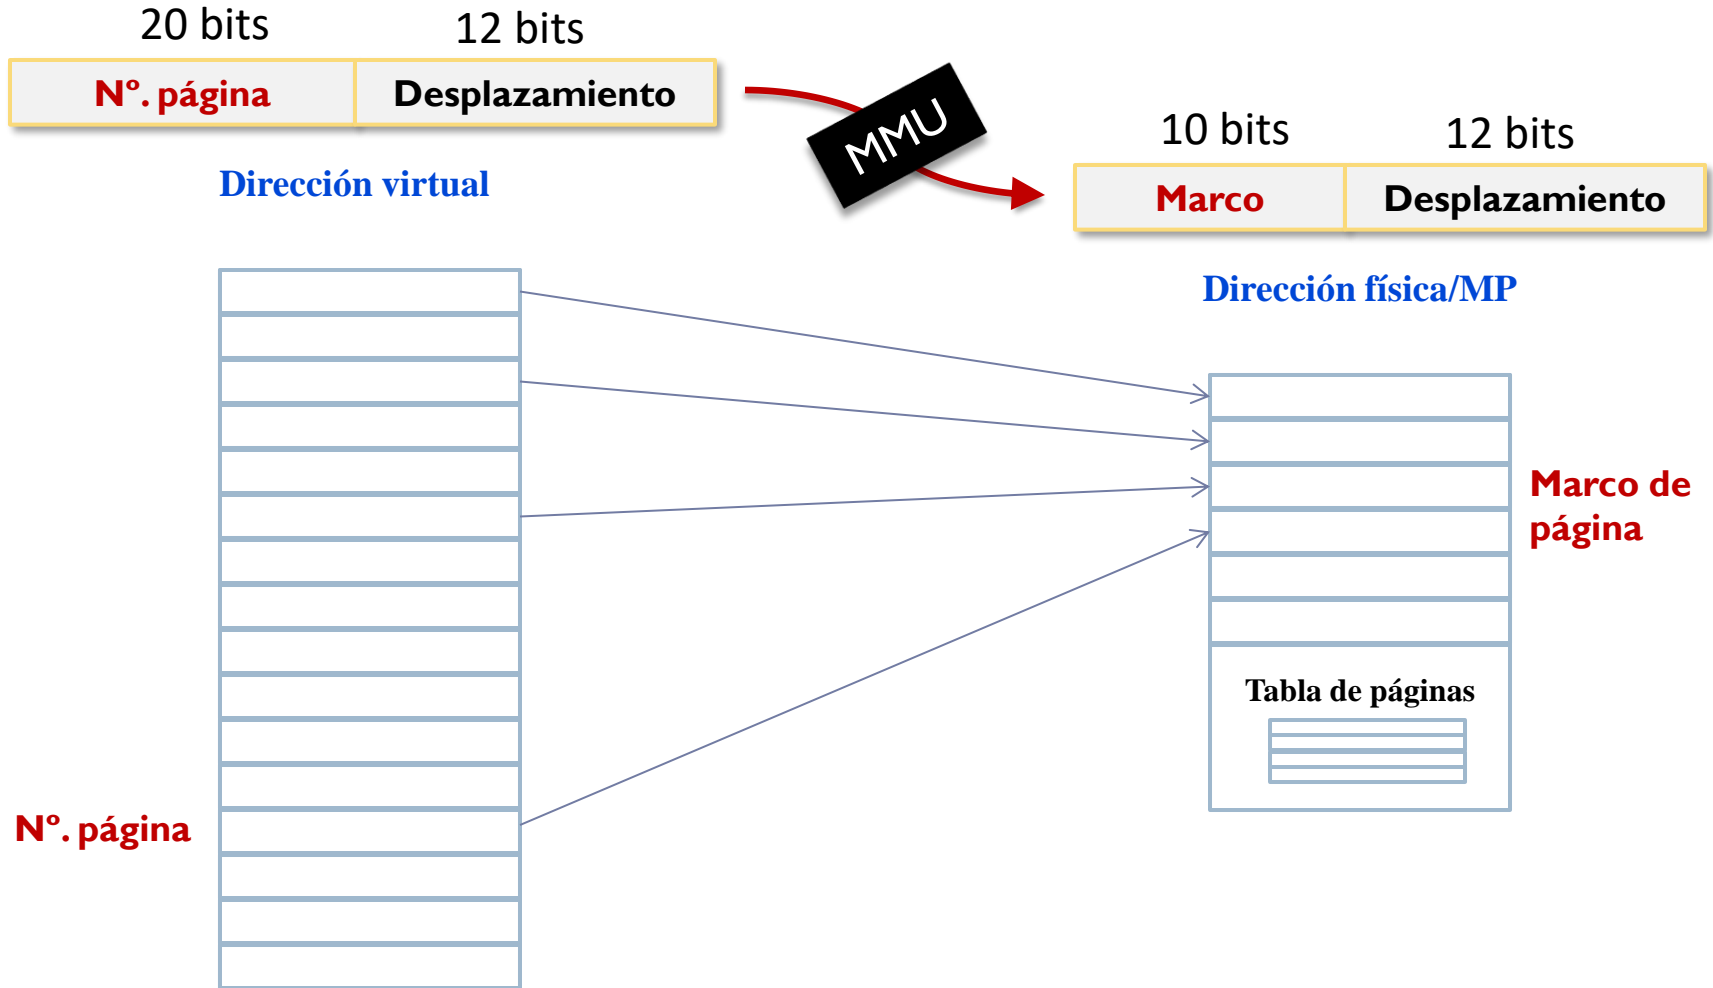 20 bits
12 bits
Nº. página
Desplazamiento
MMU
Dirección virtual
10 bits
12 bits
Marco
Desplazamiento
Dirección física/MP
Marco de
página
Tabla de páginas
Nº. página